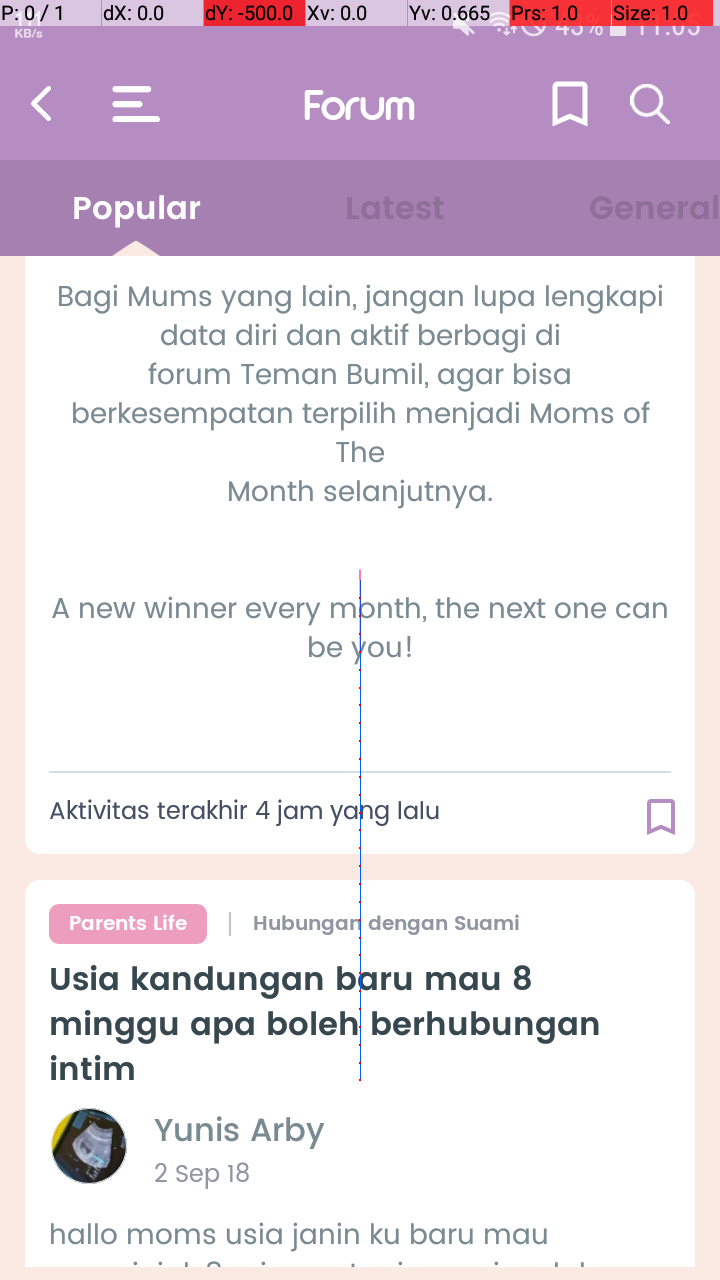 P: 0 / 1 dX: 0.0 dY: -500.0 Xv: 0.0 Yv: 0.665 Prs: 1.0 Size: 1.0
KB/s 43% 11:05
Forum
Popular Latest General
Bagi Mums yang lain, jangan lupa lengkapi
data diri dan aktif berbagi di
forum Teman Bumil, agar bisa
berkesempatan terpilih menjadi Moms of
The
Month selanjutnya.
A new winner every month, the next one can
be you!
Aktivitas terakhir 4 jam yang lalu
Parents Life | Hubungan dengan Suami
Usia kandungan baru mau 8
minggu apa boleh berhubungan
intim
Yunis Arby
2 Sep 18
hallo moms usia janin ku baru mau